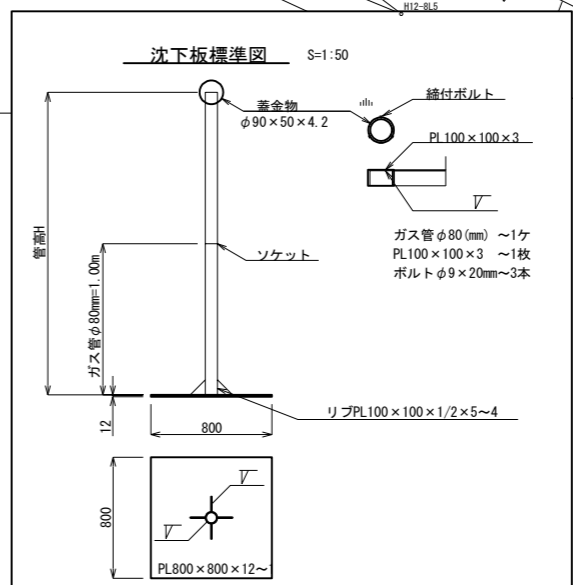 H12-8L5
沈下板標準図 S=1:50
蓋金物
φ90×50×4.2
締付ボルト
PL100×100×3
ガス管φ80(mm) ～1ケ
PL100×100×3 ～1枚
ボルトφ9×20mm～3本
管高H
ガス管φ80mm=1.00m
ソケット
リブPL100×100×1/2×5～4
12
800
800
PL800×800×12～1